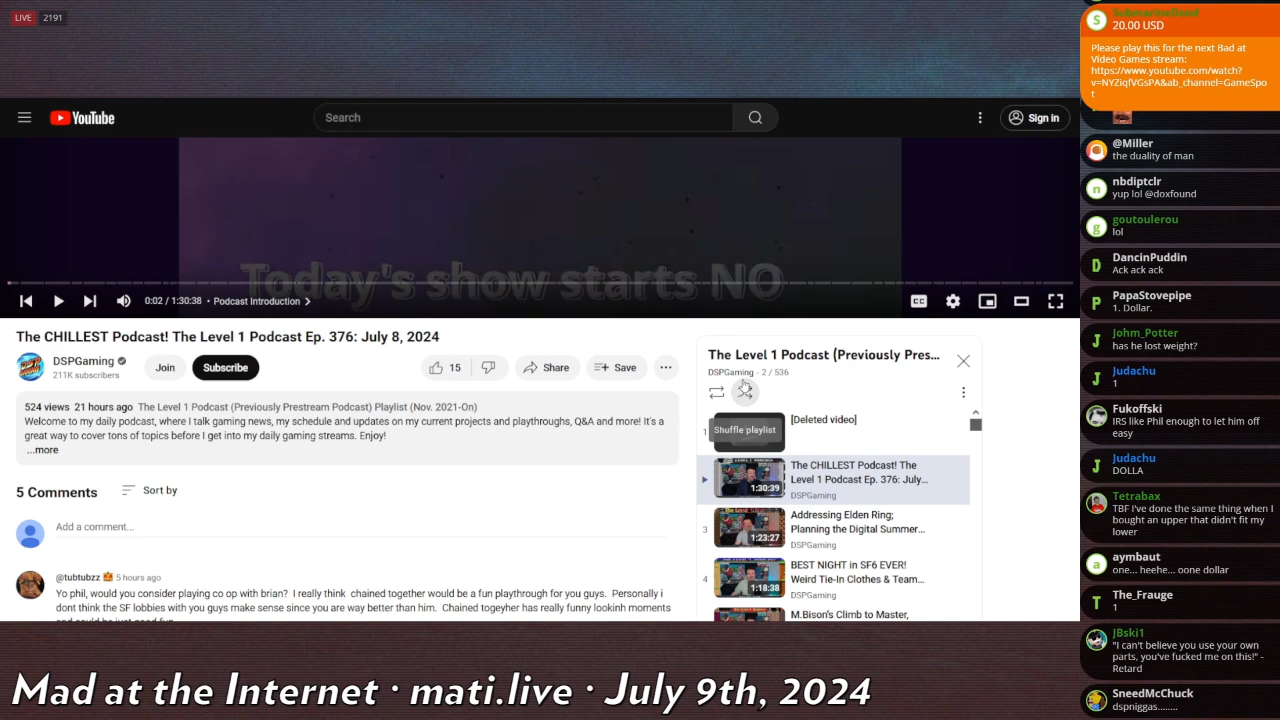 LIVE 2191
YouTube
Search
Sign in
Today's show starts NO
0:02 / 1:30:38 • Podcast Introduction
CC
The CHILLEST Podcast! The Level 1 Podcast Ep. 376: July 8, 2024
DSPGaming
211K subscribers
Join
Subscribe
15
Share
Save
524 views 21 hours ago The Level 1 Podcast (Previously Prestream Podcast) Playlist (Nov. 2021-On)
Welcome to my daily podcast, where I talk gaming news, my schedule and updates on my current projects and playthroughs, Q&A and more! It's a
great way to cover tons of topics before I get into my daily gaming streams. Enjoy!
...more
5 Comments
Sort by
Add a comment...
@tubtubzz 5 hours ago
Yo phil, would you consider playing co op with brian? I really think chained together would be a fun playthrough for you guys. Personally i
dont think the SF lobbies with you guys make sense since you are way better than him. Chained togeyher has really funny lookinh moments
The Level 1 Podcast (Previously Pres...
DSPGaming - 2 / 536
Shuffle playlist
1
[Deleted video]
1:30:39
The CHILLEST Podcast! The
Level 1 Podcast Ep. 376: July...
DSPGaming
3
1:23:27
Addressing Elden Ring;
Planning the Digital Summer...
DSPGaming
4
1:18:38
BEST NIGHT in SF6 EVER!
Weird Tie-In Clothes & Team...
DSPGaming
M.Bison's Climb to Master,
Mad at the Internet · mati.live · July 9th, 2024
S
SubmarineDood
20.00 USD
Please play this for the next Bad at
Video Games stream:
https://www.youtube.com/watch?
v=NYZiqfVGsPA&ab_channel=GameSpo
t
@Miller
the duality of man
n
nbdiptclr
yup lol @doxfound
g
goutoulerou
lol
D
DancinPuddin
Ack ack ack
P
PapaStovepipe
1. Dollar.
J
Johm_Potter
has he lost weight?
J
Judachu
1
Fukoffski
IRS like Phil enough to let him off
easy
J
Judachu
DOLLA
Tetrabax
TBF I've done the same thing when I
bought an upper that didn't fit my
lower
a
aymbaut
one... heehe... oone dollar
T
The_Frauge
1
JBski1
"I can't believe you use your own
parts, you've fucked me on this!" -
Retard
SneedMcChuck
dspniggas........